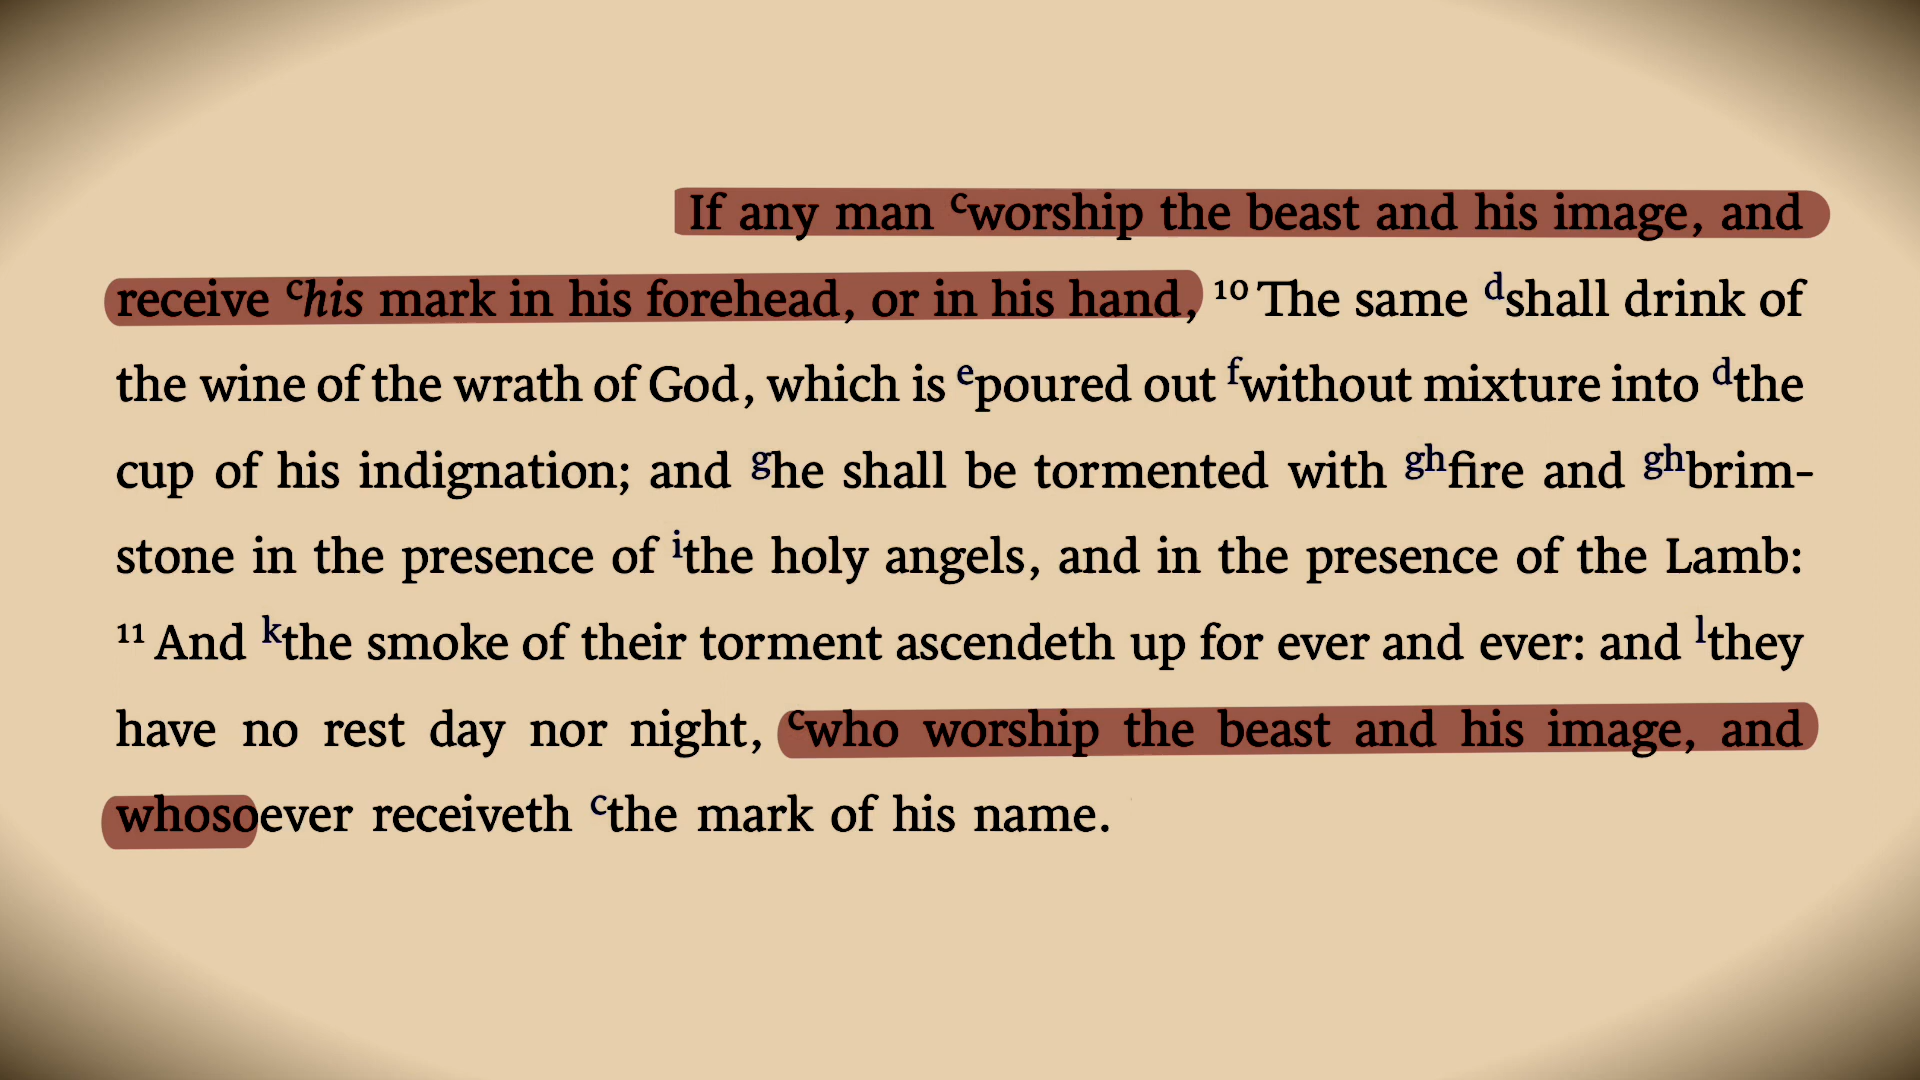 If any man ᶜworship the beast and his image, and
receive ᶜhis mark in his forehead, or in his hand, ¹⁰ The same ᵈshall drink of
the wine of the wrath of God, which is ᵉpoured out ᶠwithout mixture into ᵈthe
cup of his indignation; and ᵍhe shall be tormented with ᵍʰfire and ᵍʰbrim-
stone in the presence of ⁱthe holy angels, and in the presence of the Lamb:
¹¹ And ᵏthe smoke of their torment ascendeth up for ever and ever: and ˡthey
have no rest day nor night, ᶜwho worship the beast and his image, and
whosoever receiveth ᶜthe mark of his name.